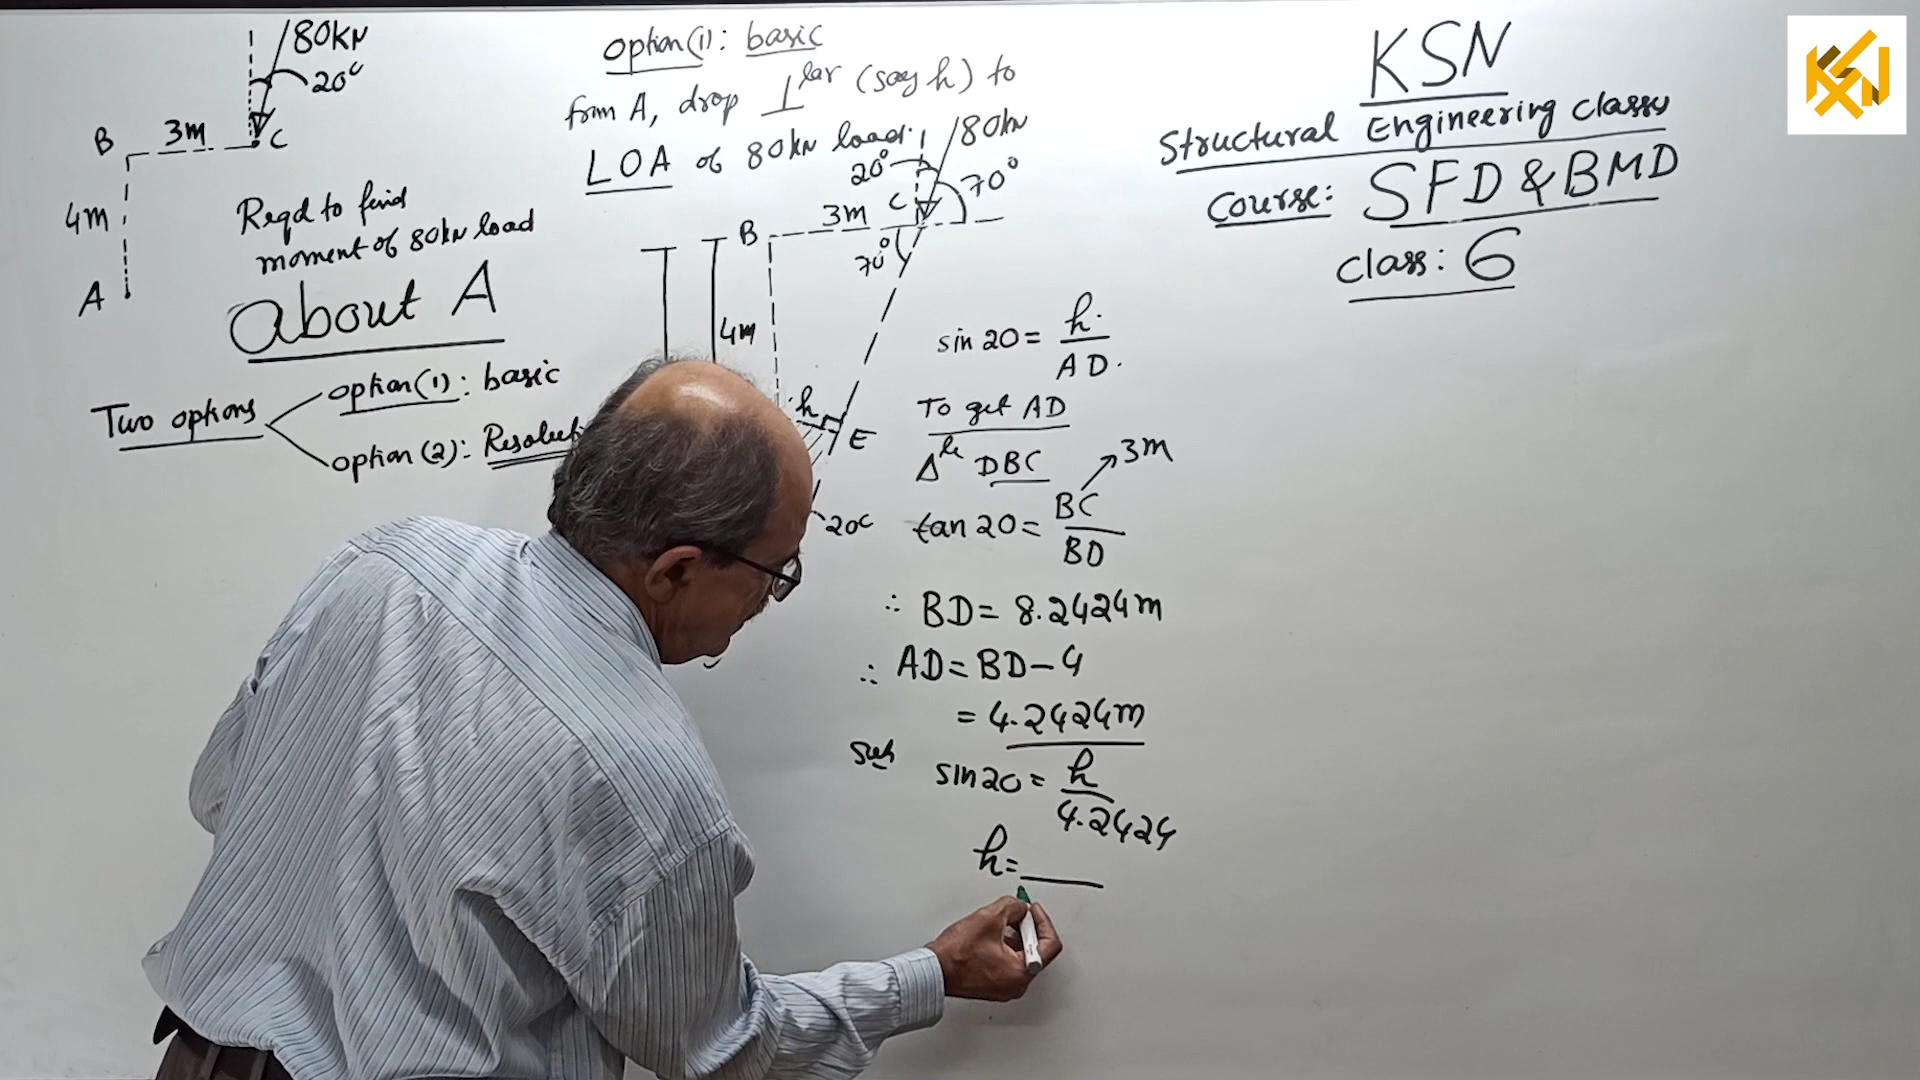 80kN
20°
B 3m C
4m
A
Reqd to find
moment of 80kN load
about A
Two options
option(1): basic
option (2):
option(1): basic
from A, drop ⊥lar (say h) to
LOA of 80kN load.
80kN
20°
70°
B 3m C
70°
4m
h
E
20°
sin 20 = h / AD.
To get AD
Δle DBC
3m
tan 20 = BC / BD
∴ BD = 8.2424m
∴ AD = BD - 4
= 4.2424m
sin 20 = h / 4.2424
h =
KSN
Structural Engineering classes
Course: SFD & BMD
class: 6
KSN